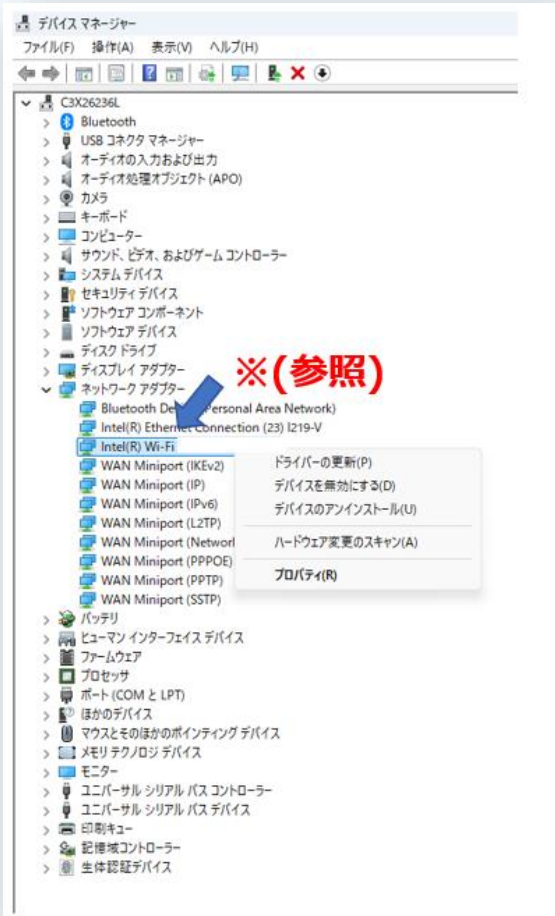 デバイス マネージャー
ファイル(F) 操作(A) 表示(V) ヘルプ(H)
C3X26236L
Bluetooth
USB コネクタ マネージャー
オーディオの入力および出力
オーディオ処理オブジェクト (APO)
カメラ
キーボード
コンピューター
サウンド、ビデオ、およびゲーム コントローラー
システム デバイス
セキュリティ デバイス
ソフトウェア コンポーネント
ソフトウェア デバイス
ディスク ドライブ
ディスプレイ アダプター
※(参照)
ネットワーク アダプター
Bluetooth De Personal Area Network)
Intel(R) Ethernet Connection (23) I219-V
Intel(R) Wi-Fi
WAN Miniport (IKEv2)
WAN Miniport (IP)
WAN Miniport (IPv6)
WAN Miniport (L2TP)
WAN Miniport (Network
WAN Miniport (PPPOE)
WAN Miniport (PPTP)
WAN Miniport (SSTP)
ドライバーの更新(P)
デバイスを無効にする(D)
デバイスのアンインストール(U)
ハードウェア変更のスキャン(A)
プロパティ(R)
バッテリ
ヒューマン インターフェイス デバイス
ファームウェア
プロセッサ
ポート (COM と LPT)
ほかのデバイス
マウスとそのほかのポインティング デバイス
メモリ テクノロジ デバイス
モニター
ユニバーサル シリアル バス コントローラー
ユニバーサル シリアル バス デバイス
印刷キュー
記憶域コントローラー
生体認証デバイス